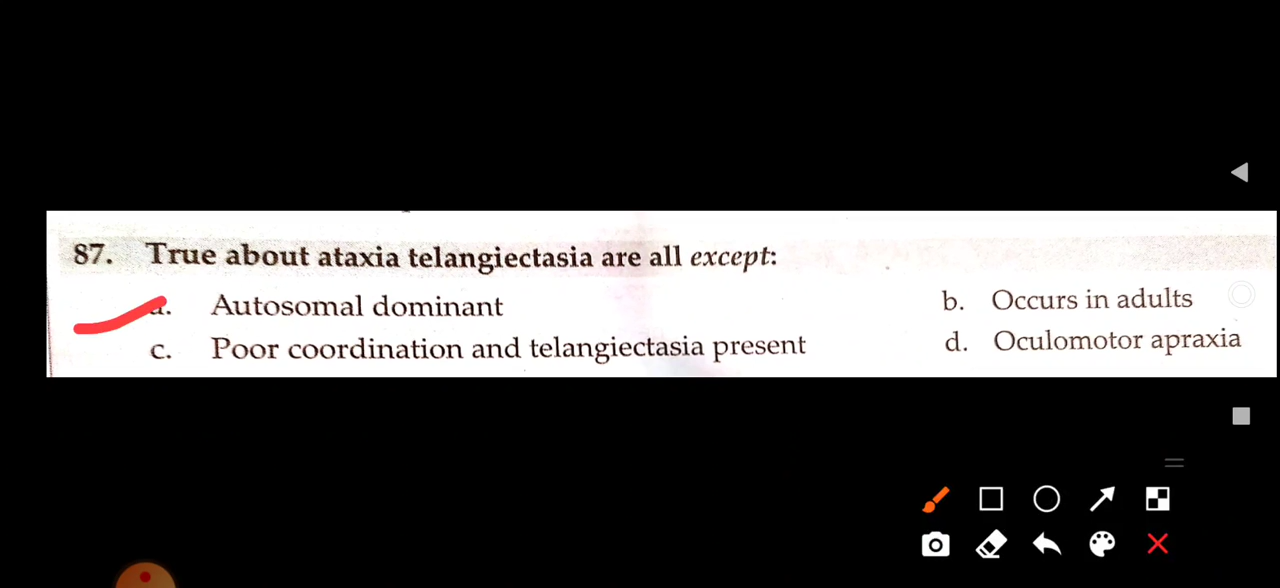 87. True about ataxia telangiectasia are all except:
a. Autosomal dominant
b. Occurs in adults
c. Poor coordination and telangiectasia present
d. Oculomotor apraxia